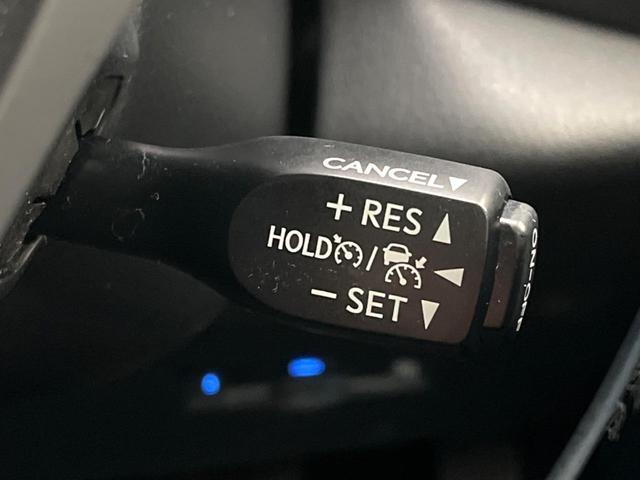 CANCEL▼
+ RES ▲
HOLD / ◀
− SET ▼
ON-OFF